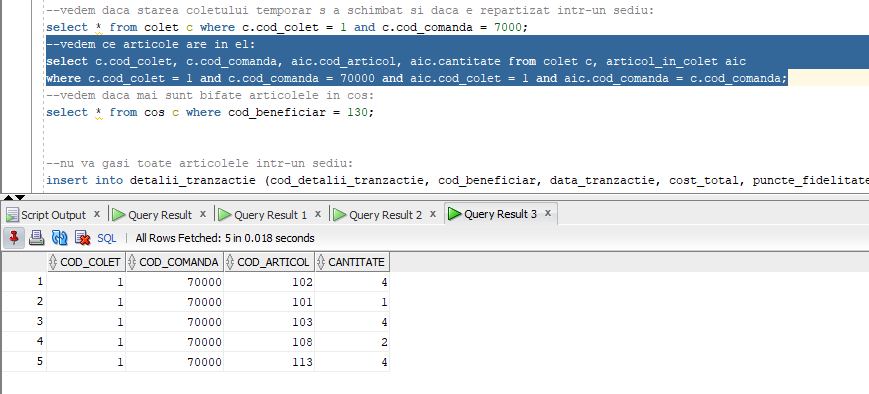 --vedem daca starea coletului temporar s a schimbat si daca e repartizat intr-un sediu:
select * from colet c where c.cod_colet = 1 and c.cod_comanda = 7000;
--vedem ce articole are in el:
select c.cod_colet, c.cod_comanda, aic.cod_articol, aic.cantitate from colet c, articol_in_colet aic
where c.cod_colet = 1 and c.cod_comanda = 70000 and aic.cod_colet = 1 and aic.cod_comanda = c.cod_comanda;
--vedem daca mai sunt bifate articolele in cos:
select * from cos c where cod_beneficiar = 130;
--nu va gasi toate articolele intr-un sediu:
insert into detalii_tranzactie (cod_detalii_tranzactie, cod_beneficiar, data_tranzactie, cost_total, puncte_fidelitate
Script Output x Query Result x Query Result 1 x Query Result 2 x Query Result 3 x
SQL | All Rows Fetched: 5 in 0.018 seconds
COD_COLET COD_COMANDA COD_ARTICOL CANTITATE
1 1 70000 102 4
2 1 70000 101 1
3 1 70000 103 4
4 1 70000 108 2
5 1 70000 113 4